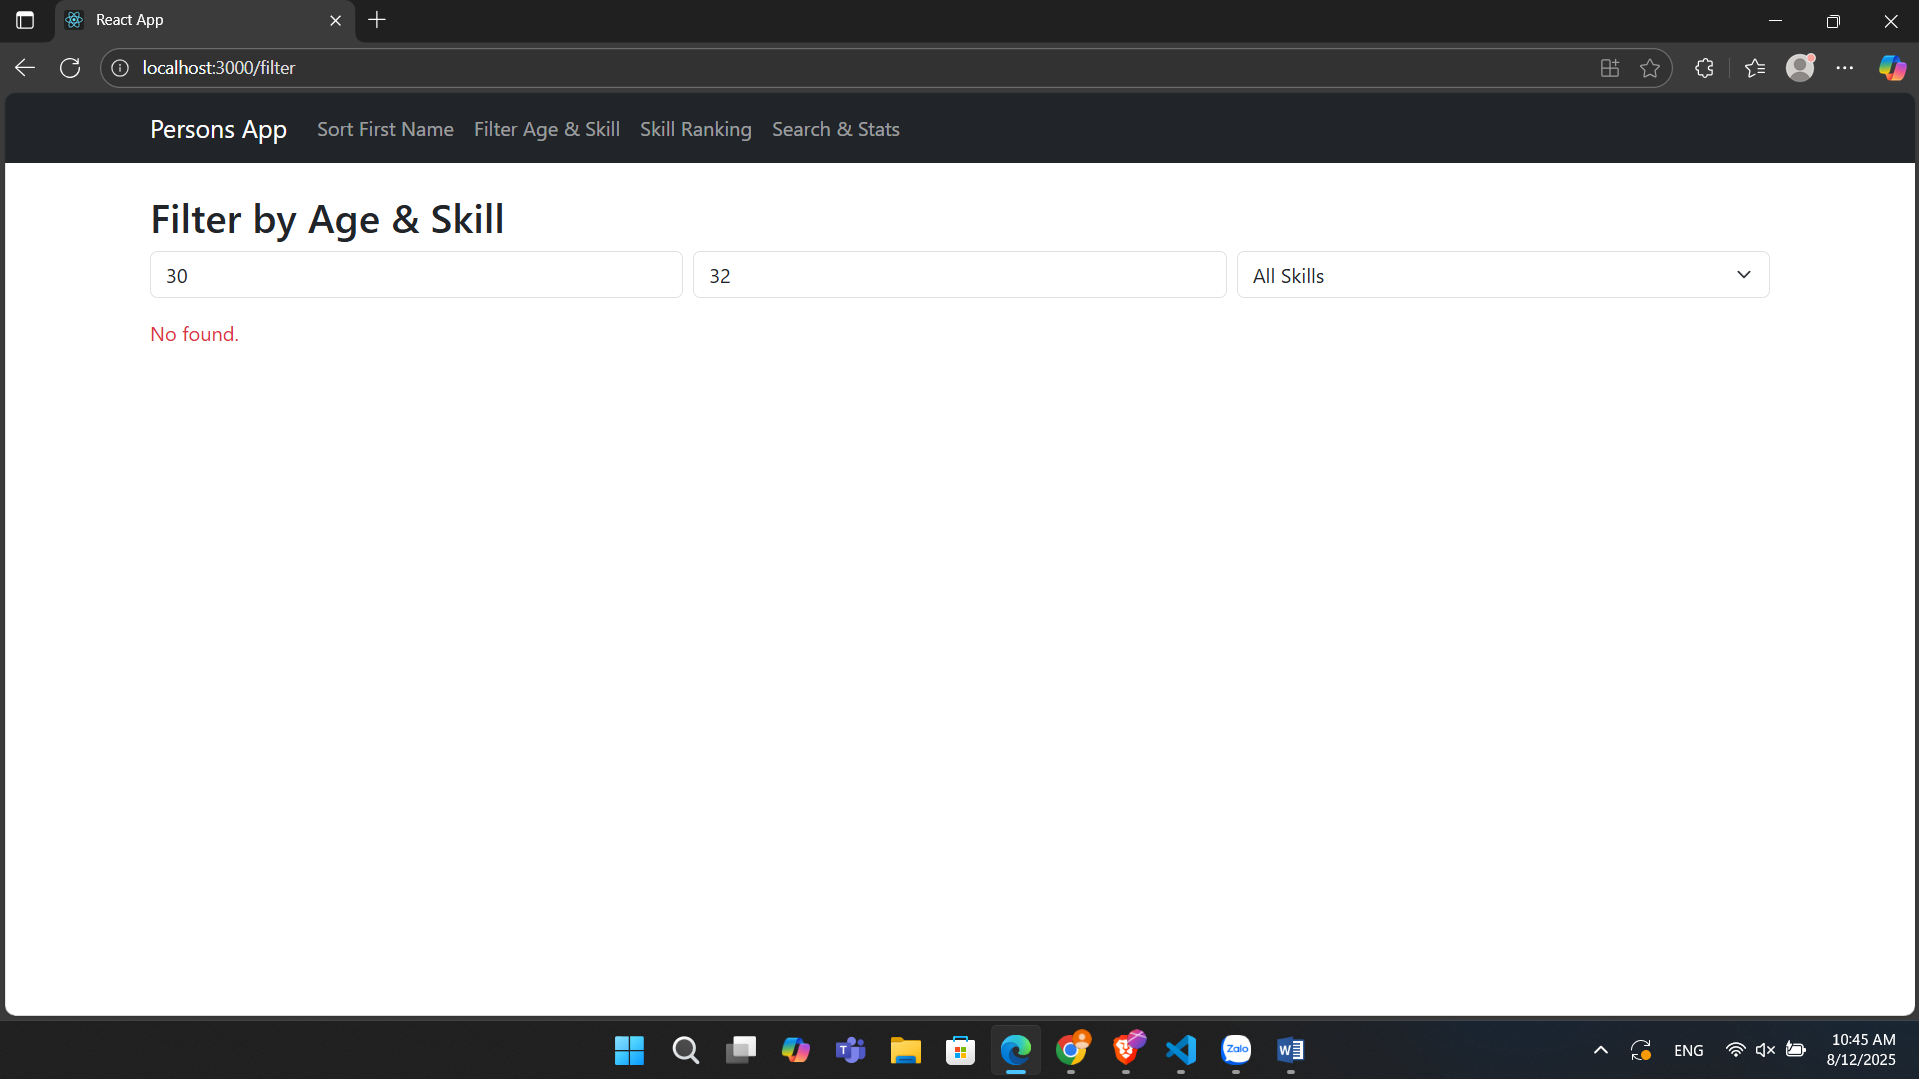 React App
localhost:3000/filter
Persons App Sort First Name Filter Age & Skill Skill Ranking Search & Stats
Filter by Age & Skill
30 32 All Skills
No found.
T Zalo W ENG 10:45 AM
8/12/2025